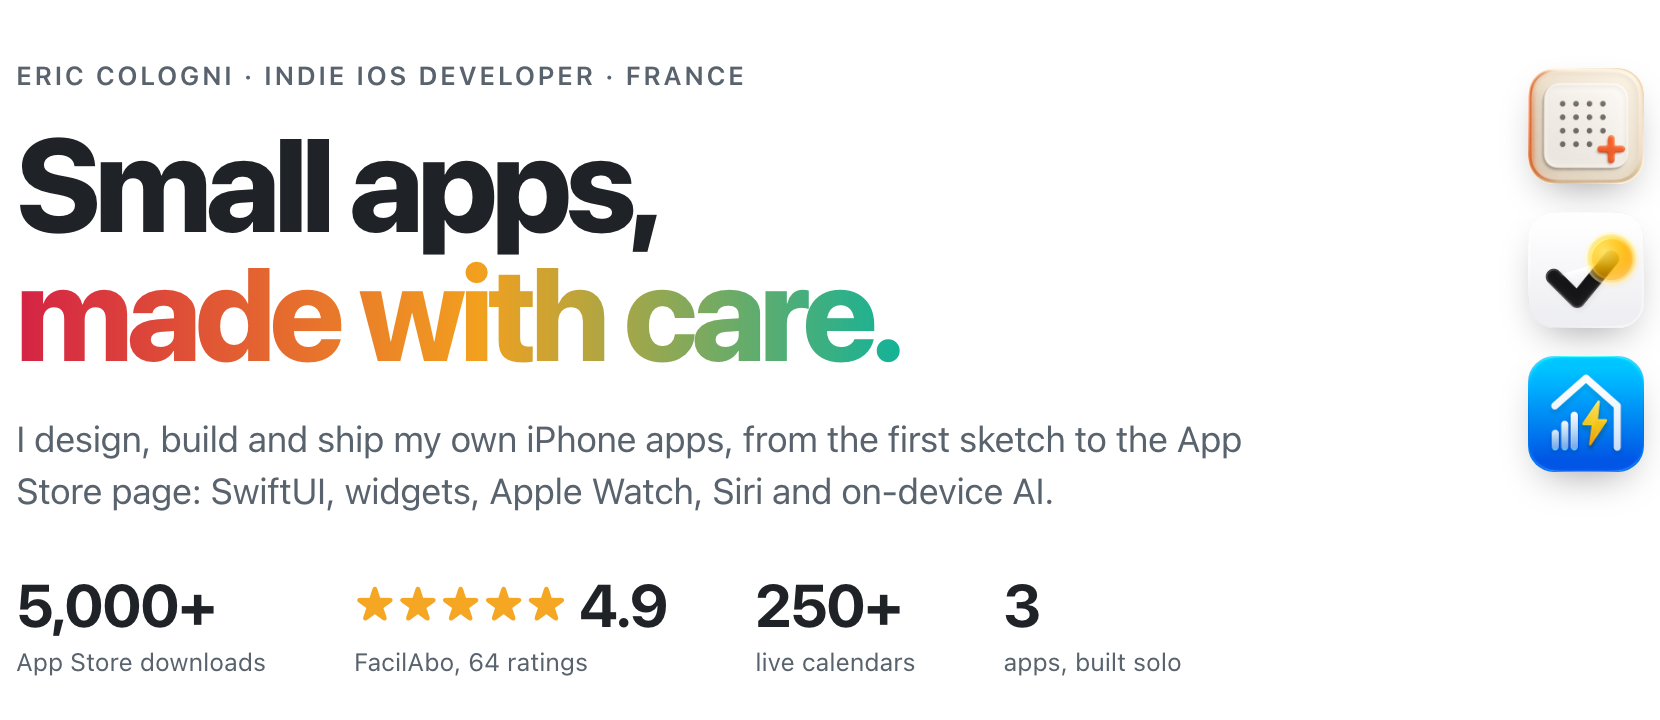 ERIC COLOGNI · INDIE IOS DEVELOPER · FRANCE
Small apps,
made with care.
I design, build and ship my own iPhone apps, from the first sketch to the App
Store page: SwiftUI, widgets, Apple Watch, Siri and on-device AI.
5,000+
App Store downloads
4.9
FacilAbo, 64 ratings
250+
live calendars
3
apps, built solo